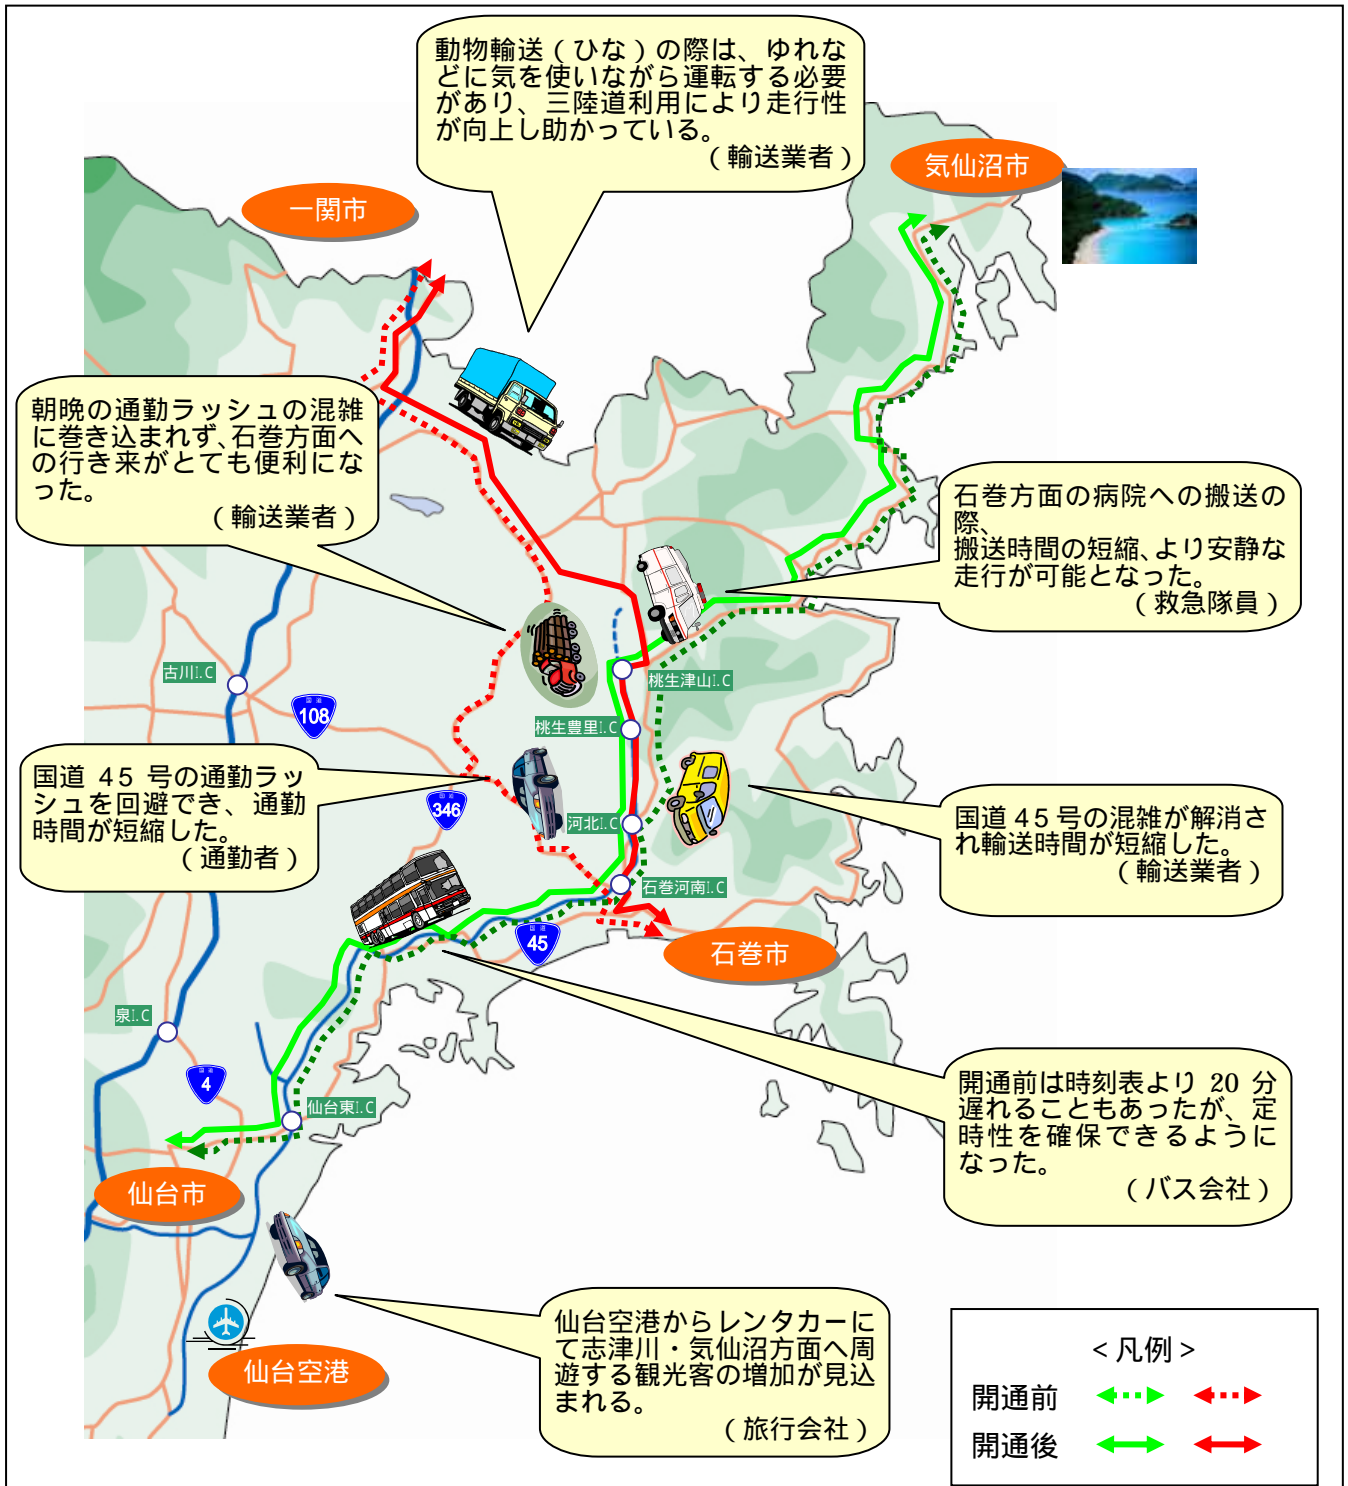 動物輸送（ひな）の際は、ゆれな
どに気を使いながら運転する必要
があり、三陸道利用により走行性
が向上し助かっている。
（輸送業者）
気仙沼市
一関市
朝晩の通勤ラッシュの混雑
に巻き込まれず、石巻方面へ
の行き来がとても便利にな
った。
（輸送業者）
石巻方面の病院への搬送の
際、
搬送時間の短縮、より安静な
走行が可能となった。
（救急隊員）
古川I.C
桃生津山I.C
国道
108
桃生豊里I.C
国道 45 号の通勤ラッ
シュを回避でき、通勤
時間が短縮した。
（通勤者）
国道
346
河北I.C
国道 45 号の混雑が解消さ
れ輸送時間が短縮した。
（輸送業者）
石巻河南I.C
国道
45
石巻市
泉I.C
国道
4
仙台東I.C
開通前は時刻表より 20 分
遅れることもあったが、定
時性を確保できるように
なった。
（バス会社）
仙台市
仙台空港からレンタカーに
て志津川・気仙沼方面へ周
遊する観光客の増加が見込
まれる。
（旅行会社）
仙台空港
＜凡例＞
開通前
開通後